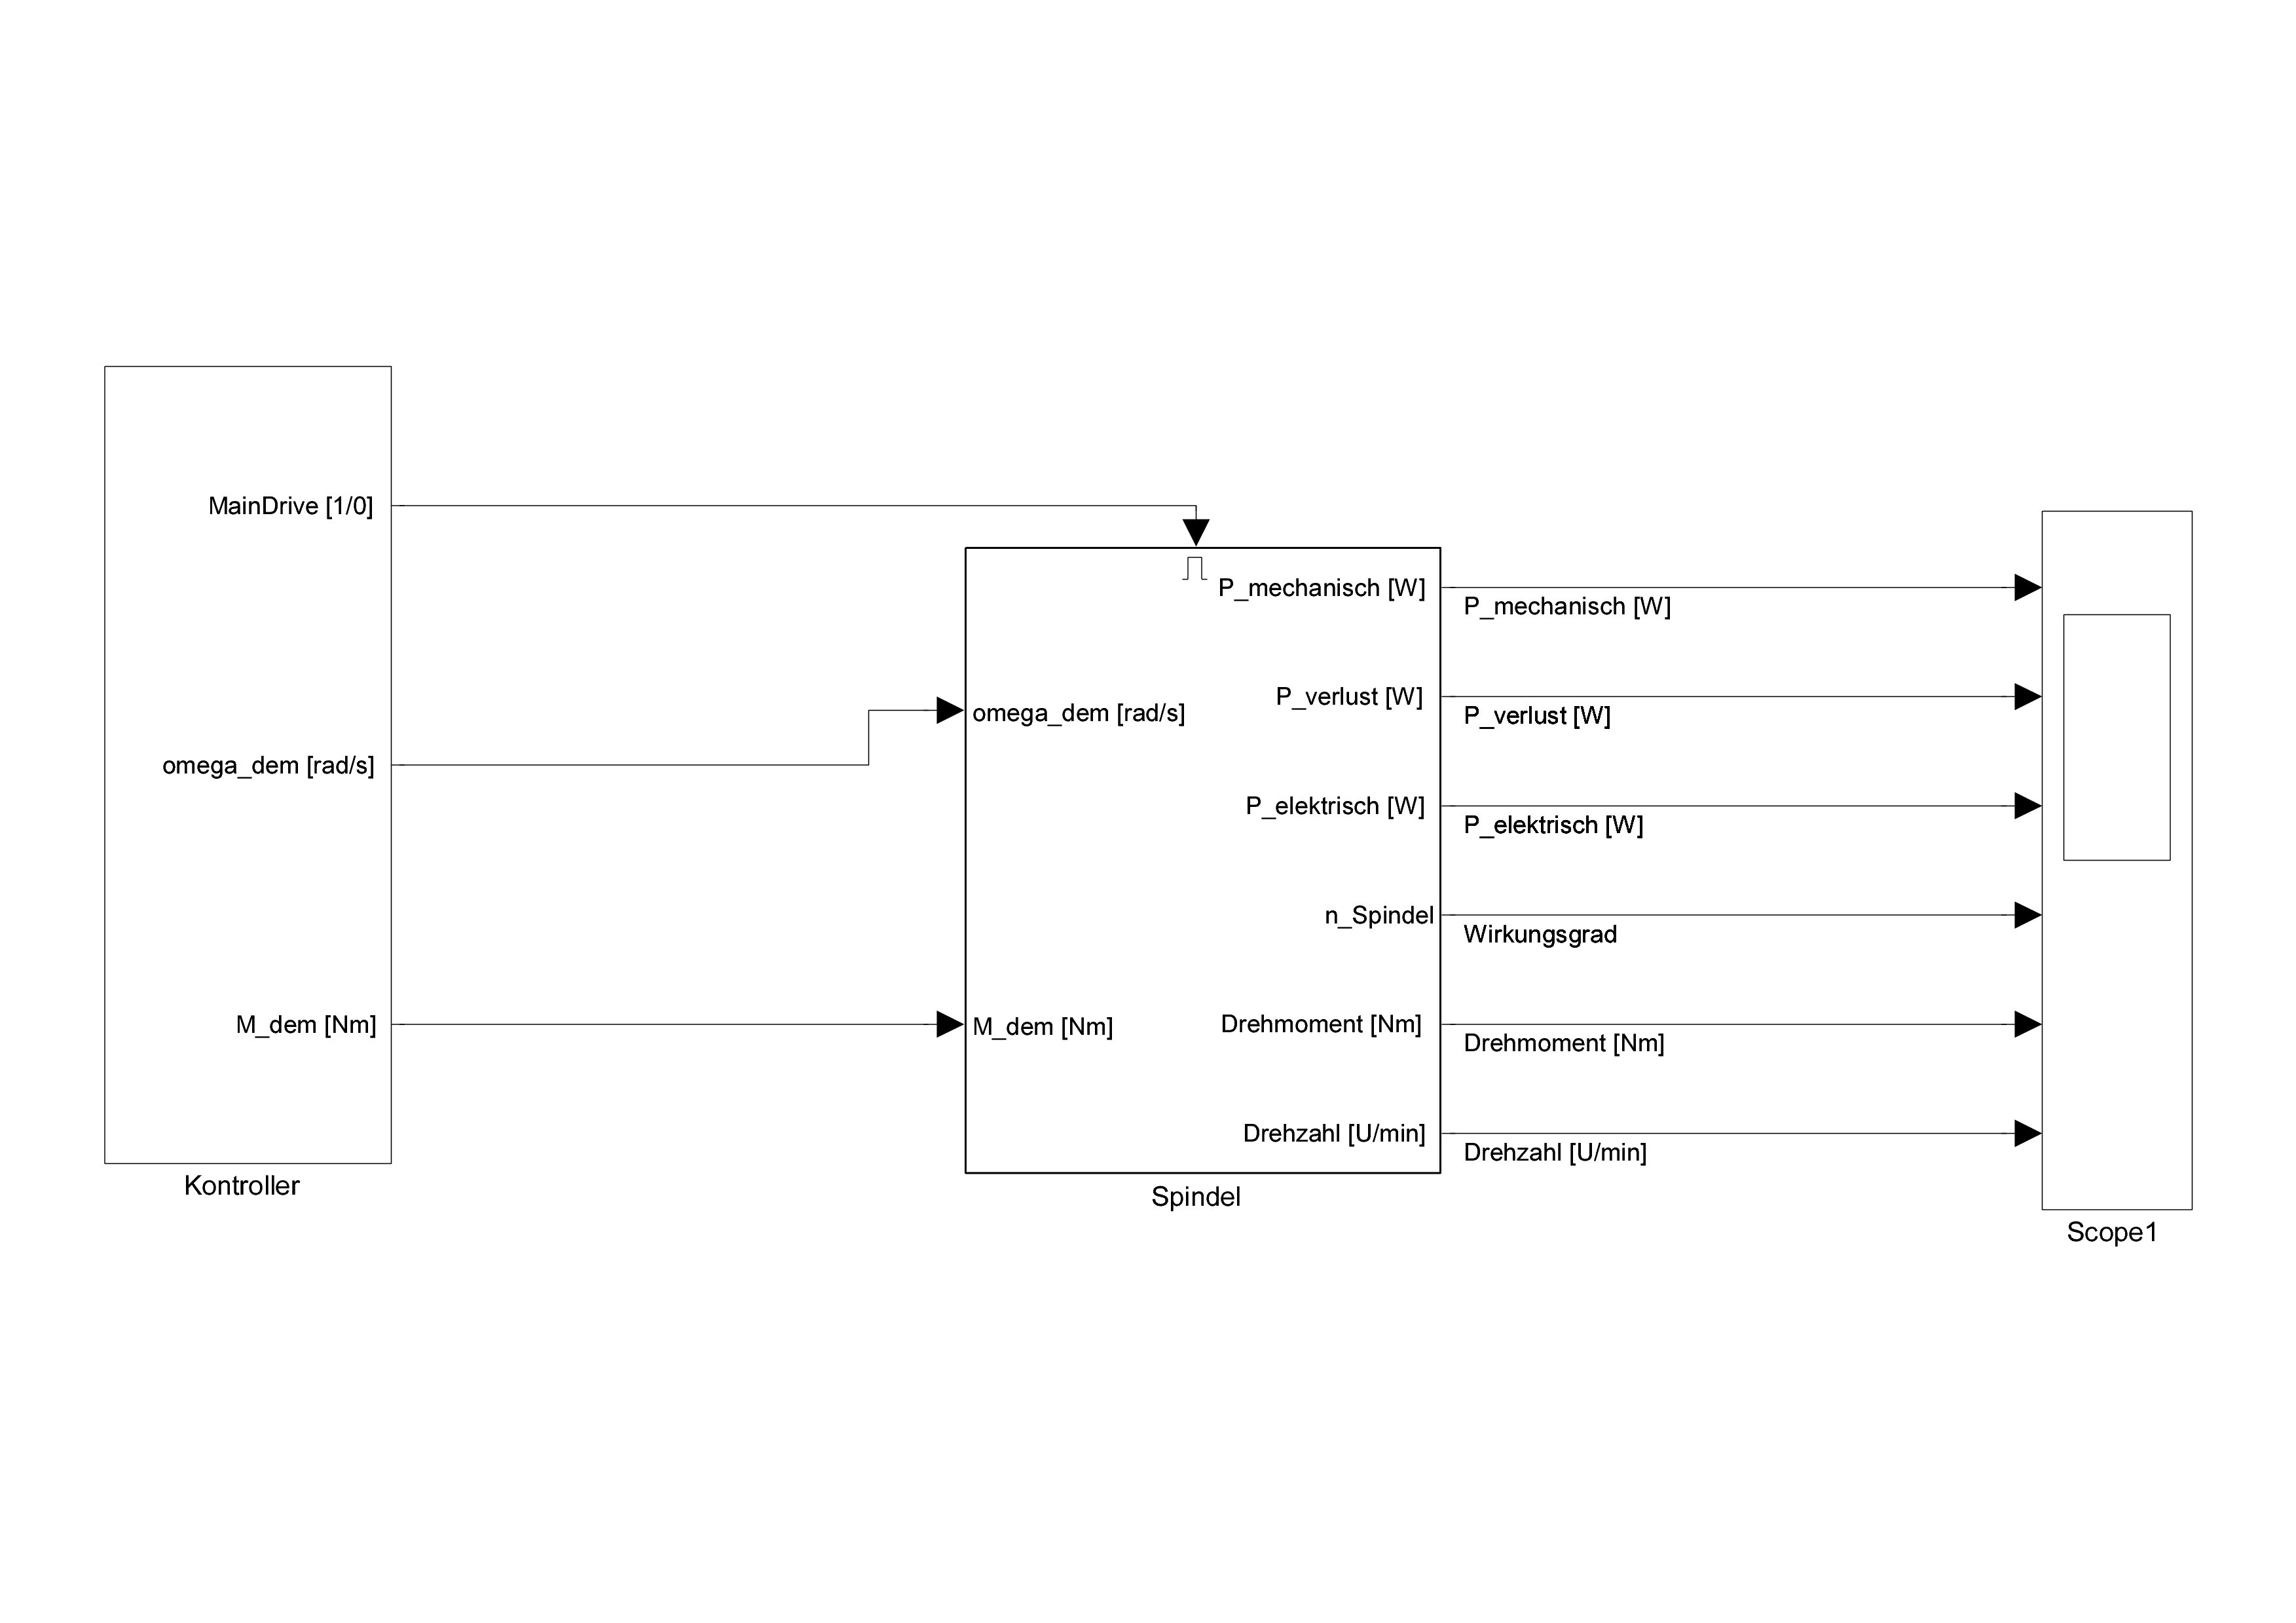 MainDrive [1/0]
omega_dem [rad/s]
M_dem [Nm]
Kontroller
omega_dem [rad/s]
M_dem [Nm]
P_mechanisch [W]
P_verlust [W]
P_elektrisch [W]
n_Spindel
Drehmoment [Nm]
Drehzahl [U/min]
Spindel
P_mechanisch [W]
P_verlust [W]
P_elektrisch [W]
Wirkungsgrad
Drehmoment [Nm]
Drehzahl [U/min]
Scope1